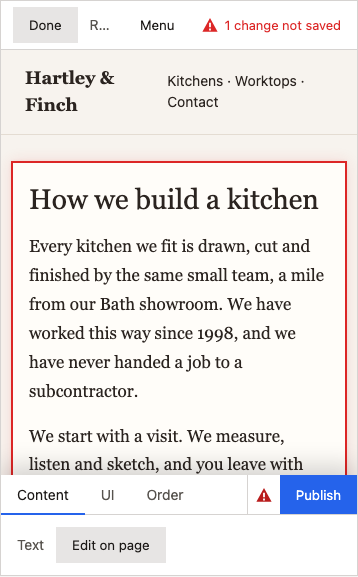 Done R... Menu 1 change not saved
Hartley &
Finch
Kitchens · Worktops ·
Contact
How we build a kitchen
Every kitchen we fit is drawn, cut and
finished by the same small team, a mile
from our Bath showroom. We have
worked this way since 1998, and we
have never handed a job to a
subcontractor.
We start with a visit. We measure,
listen and sketch, and you leave with
Content UI Order Publish
Text Edit on page